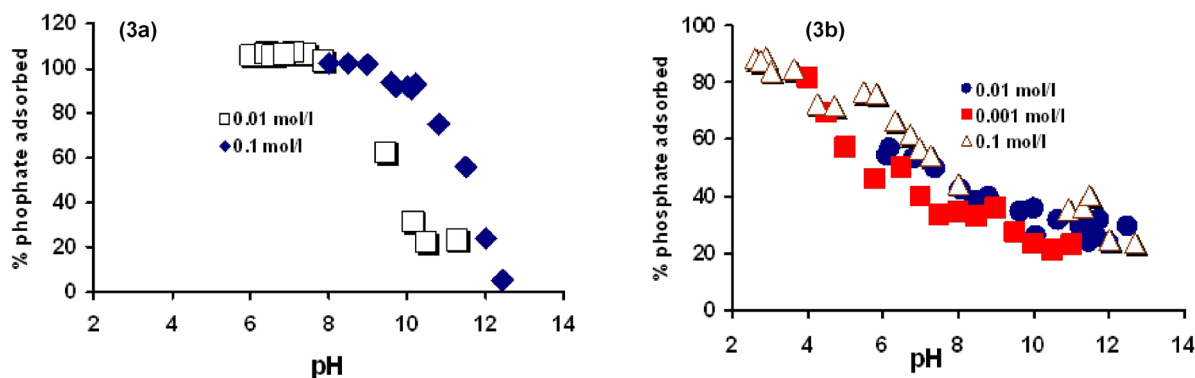 (3a)
% phophate adsorbed
120
100
80
60
40
20
0
0.01 mol/l
0.1 mol/l
2 4 6 8 10 12 14
pH
(3b)
% phosphate adsorbed
100
80
60
40
20
0
0.01 mol/l
0.001 mol/l
0.1 mol/l
2 4 6 8 10 12 14
pH